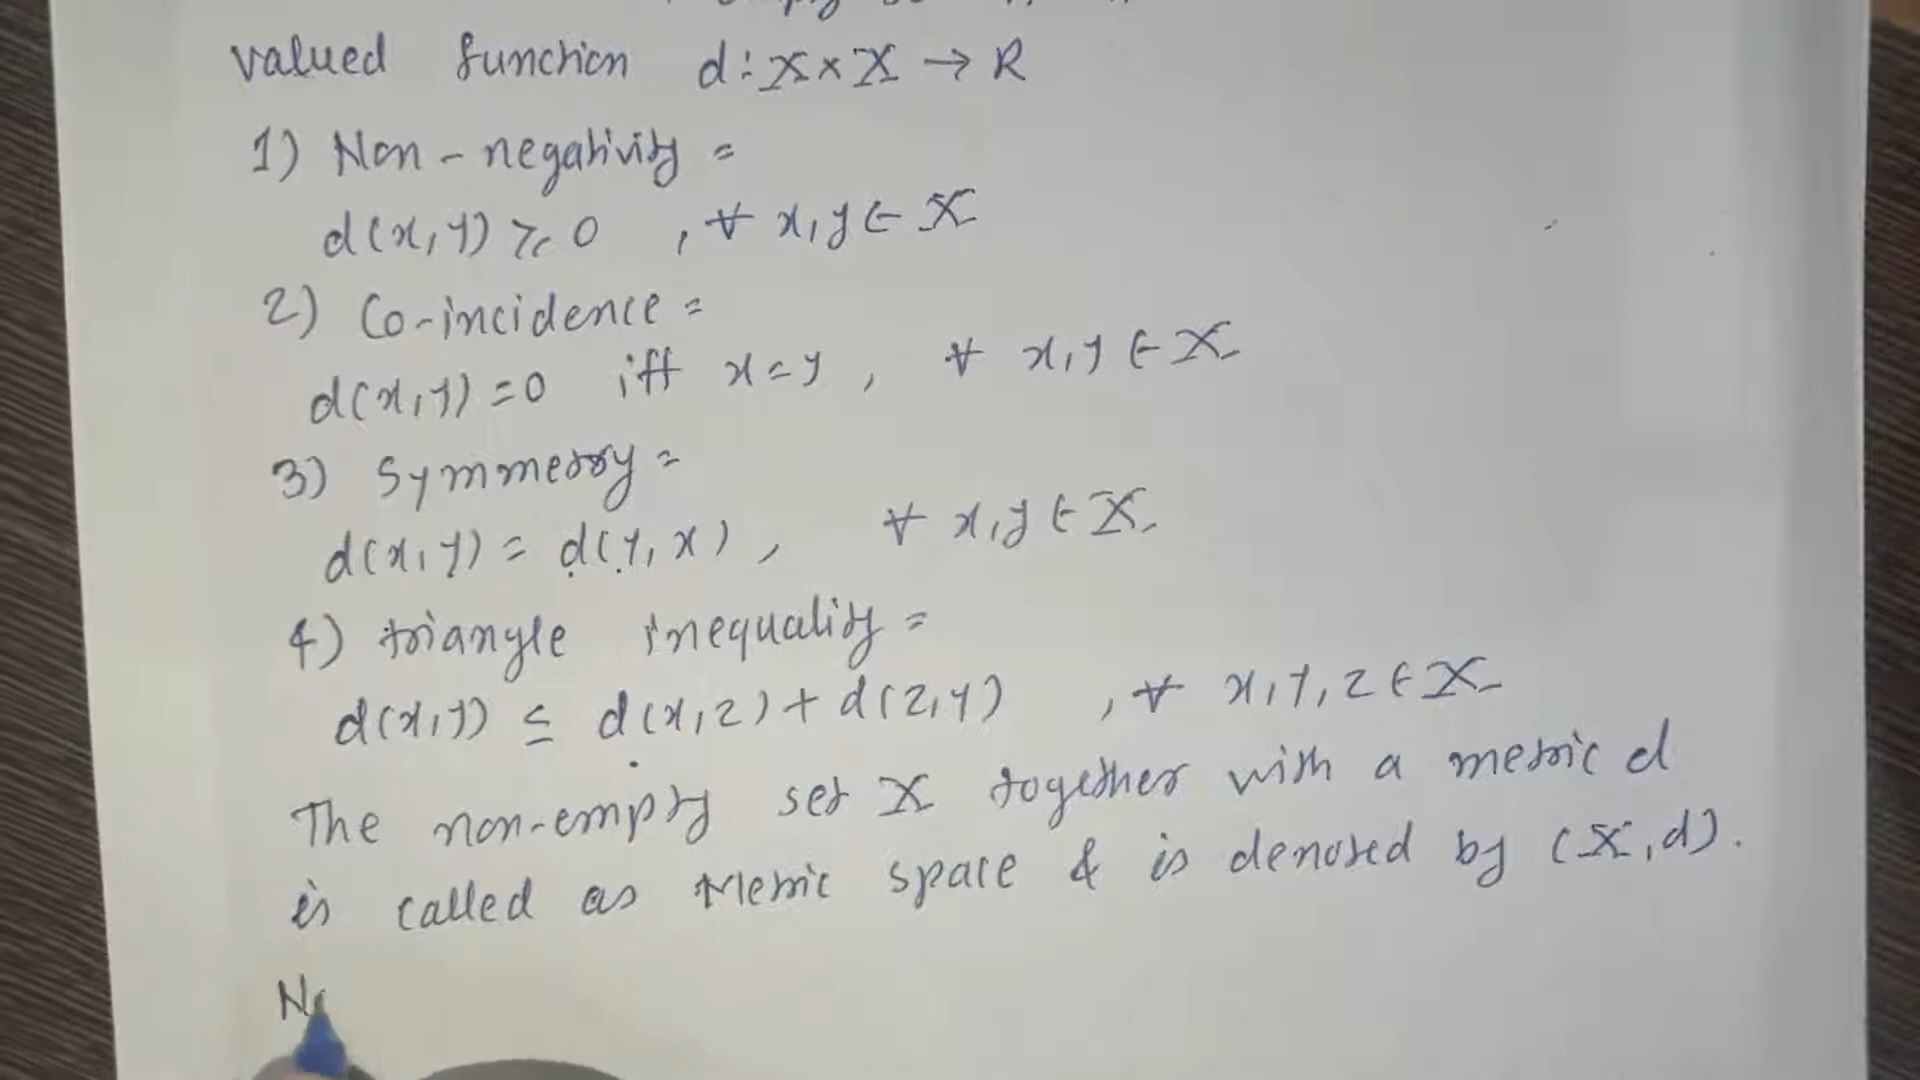 valued function d : X × X → R
1) Non - negativity =
d(x,y) ≥ 0 , ∀ x,y ∈ X
2) Co-incidence =
d(x,y) = 0 iff x = y , ∀ x,y ∈ X
3) Symmetry =
d(x,y) = d(y,x) , ∀ x,y ∈ X
4) triangle inequality =
d(x,y) ≤ d(x,z) + d(z,y) , ∀ x,y,z ∈ X
The non-empty set X together with a metric d
is called as Metric space & is denoted by (X,d).